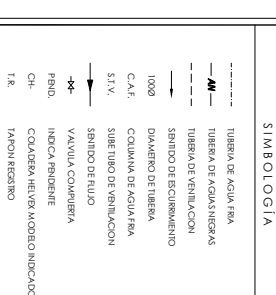 SIMBOLOGÍA
TUBERIA DE AGUA FRIA
AN TUBERIA DE AGUAS NEGRAS
TUBERIA DE VENTILACION
SENTIDO DE ESCURRIMIENTO
100Ø DIAMETRO DE TUBERIA
C.A.F. COLUMNA DE AGUA FRIA
S.T.V. SUBE TUBO DE VENTILACION
SENTIDO DE FLUJO
VALVULA COMPUERTA
PEND. INDICA PENDIENTE
CH- COLADERA HELVEX MODELO INDICADO
T.R. TAPON REGISTRO